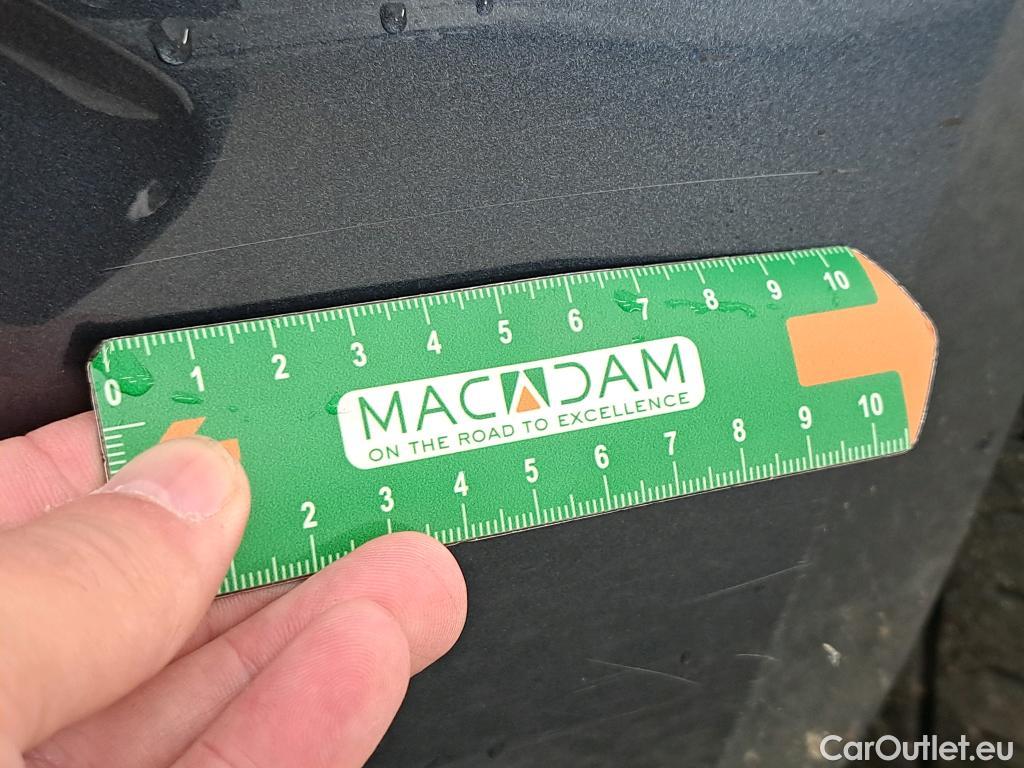 0 1 2 3 4 5 6 7 8 9 10
MACADAM
ON THE ROAD TO EXCELLENCE
2 3 4 5 6 7 8 9 10
CarOutlet.eu